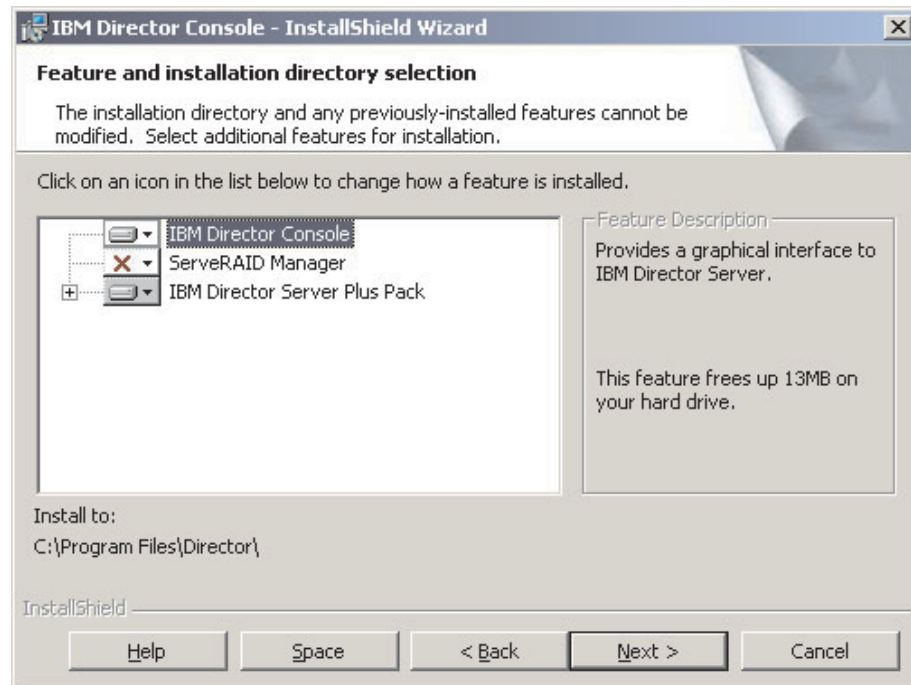 IBM Director Console - InstallShield Wizard
Feature and installation directory selection
The installation directory and any previously-installed features cannot be
modified. Select additional features for installation.
Click on an icon in the list below to change how a feature is installed.
IBM Director Console
ServeRAID Manager
IBM Director Server Plus Pack
Feature Description
Provides a graphical interface to
IBM Director Server.
This feature frees up 13MB on
your hard drive.
Install to:
C:\Program Files\Director\
InstallShield
Help
Space
< Back
Next >
Cancel